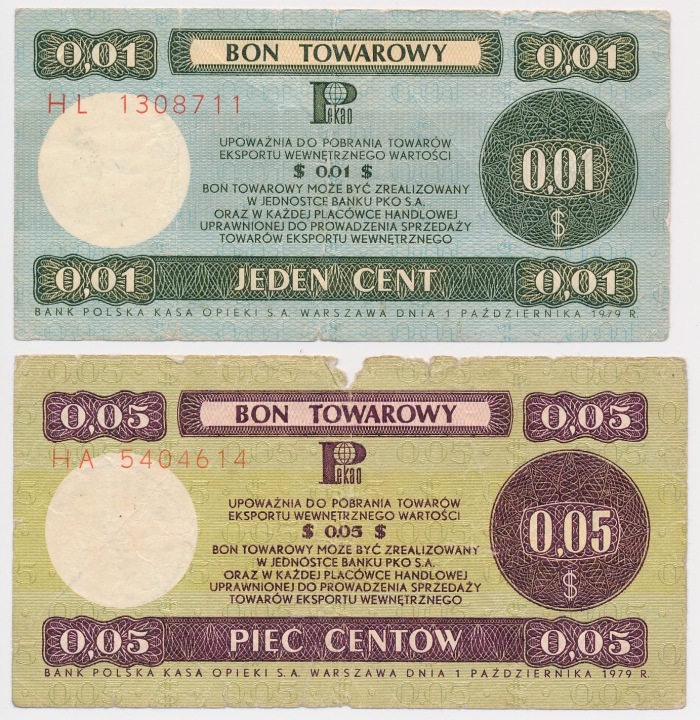 0,01 BON TOWAROWY 0,01
HL 1308711
Pekao
UPOWAŻNIA DO POBRANIA TOWARÓW
EKSPORTU WEWNĘTRZNEGO WARTOŚCI
$ 0.01 $
BON TOWAROWY MOŻE BYĆ ZREALIZOWANY
W JEDNOSTCE BANKU PKO S.A.
ORAZ W KAŻDEJ PLACÓWCE HANDLOWEJ
UPRAWNIONEJ DO PROWADZENIA SPRZEDAŻY
TOWARÓW EKSPORTU WEWNĘTRZNEGO
0,01
$
0,01 JEDEN CENT 0,01
BANK POLSKA KASA OPIEKI S.A. WARSZAWA DNIA 1 PAŹDZIERNIKA 1979 R.
0,05 BON TOWAROWY 0,05
HA 5404614
Pekao
UPOWAŻNIA DO POBRANIA TOWARÓW
EKSPORTU WEWNĘTRZNEGO WARTOŚCI
$ 0.05 $
BON TOWAROWY MOŻE BYĆ ZREALIZOWANY
W JEDNOSTCE BANKU PKO S.A.
ORAZ W KAŻDEJ PLACÓWCE HANDLOWEJ
UPRAWNIONEJ DO PROWADZENIA SPRZEDAŻY
TOWARÓW EKSPORTU WEWNĘTRZNEGO
0,05
$
0,05 PIĘĆ CENTÓW 0,05
BANK POLSKA KASA OPIEKI S.A. WARSZAWA DNIA 1 PAŹDZIERNIKA 1979 R.